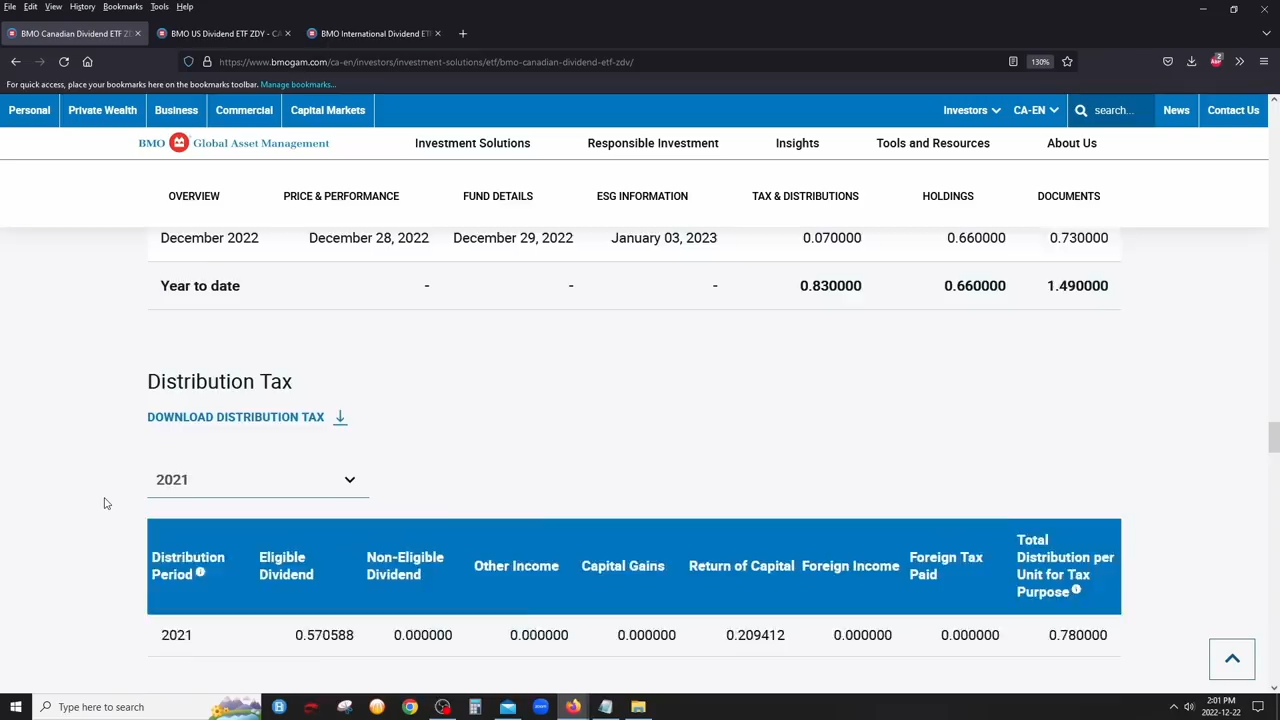 File Edit View History Bookmarks Tools Help
BMO Canadian Dividend ETF Z
BMO US Dividend ETF ZDY - CA
BMO International Dividend ET
https://www.bmogam.com/ca-en/investors/investment-solutions/etf/bmo-canadian-dividend-etf-zdv/
130%
2
For quick access, place your bookmarks here on the bookmarks toolbar. Manage bookmarks...
Personal Private Wealth Business Commercial Capital Markets Investors CA-EN search... News Contact Us
BMO Global Asset Management Investment Solutions Responsible Investment Insights Tools and Resources About Us
OVERVIEW PRICE & PERFORMANCE FUND DETAILS ESG INFORMATION TAX & DISTRIBUTIONS HOLDINGS DOCUMENTS
December 2022 December 28, 2022 December 29, 2022 January 03, 2023 0.070000 0.660000 0.730000
Year to date - - - 0.830000 0.660000 1.490000
Distribution Tax
DOWNLOAD DISTRIBUTION TAX
2021
Distribution Period Eligible Dividend Non-Eligible Dividend Other Income Capital Gains Return of Capital Foreign Income Foreign Tax Paid Total Distribution per Unit for Tax Purpose
2021 0.570588 0.000000 0.000000 0.000000 0.209412 0.000000 0.000000 0.780000
Type here to search
2:01 PM
2022-12-22